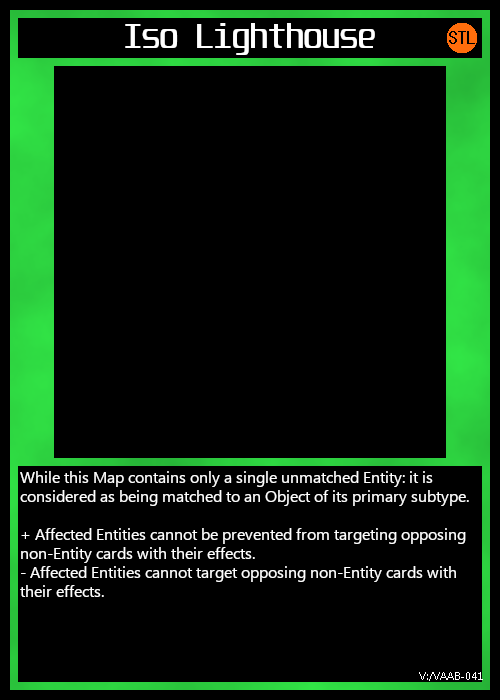 Iso Lighthouse
STL
While this Map contains only a single unmatched Entity: it is
considered as being matched to an Object of its primary subtype.
+ Affected Entities cannot be prevented from targeting opposing
non-Entity cards with their effects.
- Affected Entities cannot target opposing non-Entity cards with
their effects.
V:/VAAB-041